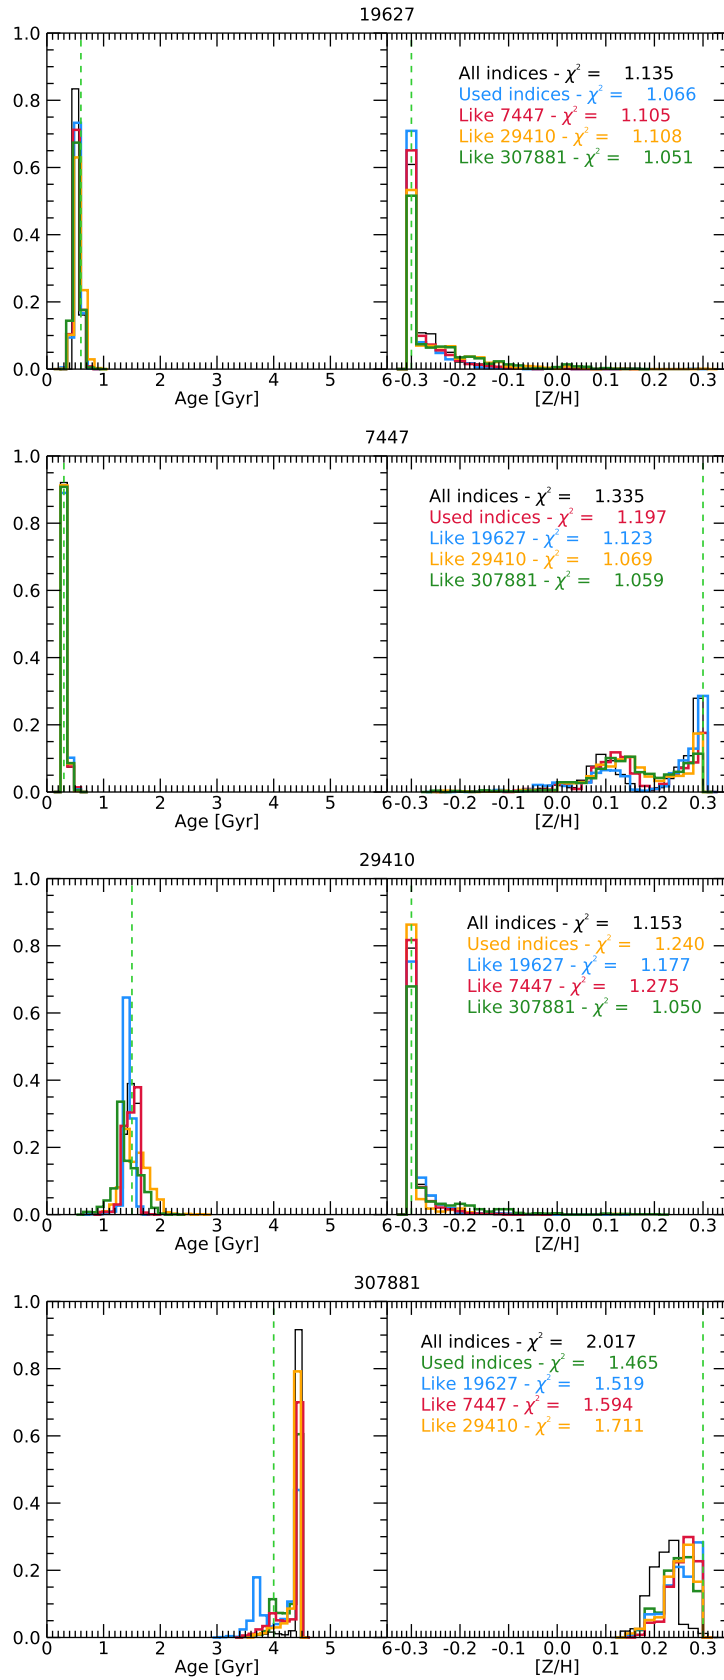 19627
1.0
All indices - χ² = 1.135
Used indices - χ² = 1.066
Like 7447 - χ² = 1.105
Like 29410 - χ² = 1.108
Like 307881 - χ² = 1.051
0.8
0.6
0.4
0.2
0.0
0 1 2 3 4 5 6 -0.3 -0.2 -0.1 0.0 0.1 0.2 0.3
Age [Gyr] [Z/H]
7447
1.0
All indices - χ² = 1.335
Used indices - χ² = 1.197
Like 19627 - χ² = 1.123
Like 29410 - χ² = 1.069
Like 307881 - χ² = 1.059
0.8
0.6
0.4
0.2
0.0
0 1 2 3 4 5 6 -0.3 -0.2 -0.1 0.0 0.1 0.2 0.3
Age [Gyr] [Z/H]
29410
1.0
All indices - χ² = 1.153
Used indices - χ² = 1.240
Like 19627 - χ² = 1.177
Like 7447 - χ² = 1.275
Like 307881 - χ² = 1.050
0.8
0.6
0.4
0.2
0.0
0 1 2 3 4 5 6 -0.3 -0.2 -0.1 0.0 0.1 0.2 0.3
Age [Gyr] [Z/H]
307881
1.0
All indices - χ² = 2.017
Used indices - χ² = 1.465
Like 19627 - χ² = 1.519
Like 7447 - χ² = 1.594
Like 29410 - χ² = 1.711
0.8
0.6
0.4
0.2
0.0
0 1 2 3 4 5 6 -0.3 -0.2 -0.1 0.0 0.1 0.2 0.3
Age [Gyr] [Z/H]